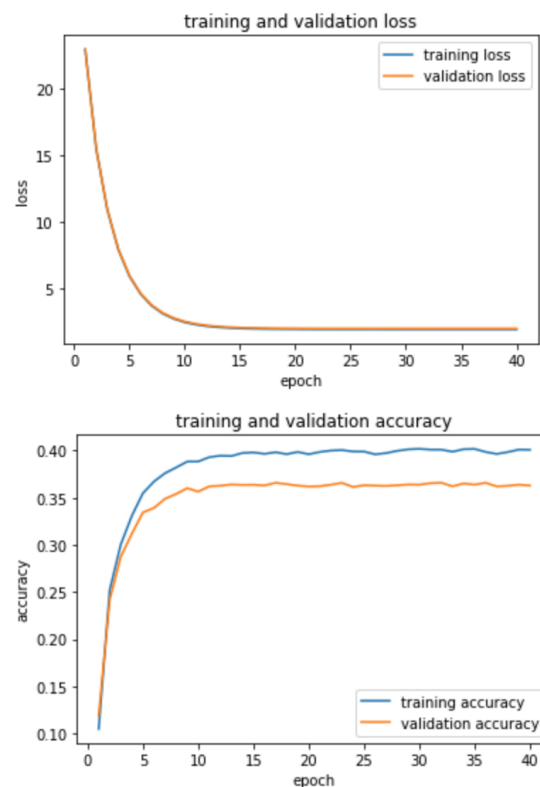 training and validation loss
training loss
validation loss
20
15
10
5
loss
0 5 10 15 20 25 30 35 40
epoch
training and validation accuracy
0.40
0.35
0.30
0.25
0.20
0.15
0.10
accuracy
training accuracy
validation accuracy
0 5 10 15 20 25 30 35 40
epoch